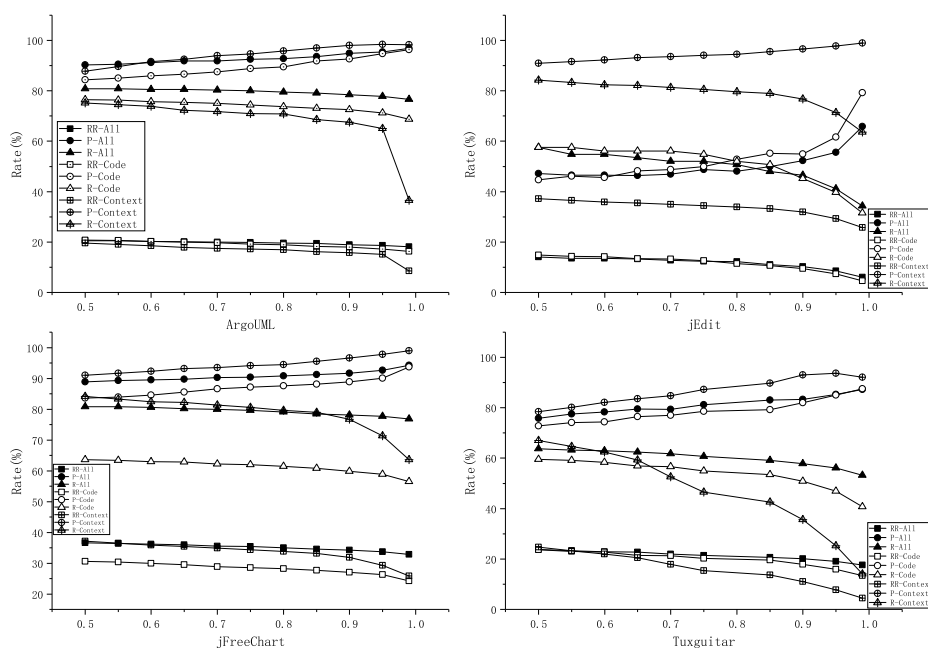 100
80
60
40
20
0
Rate(%)
RR-All
P-All
R-All
RR-Code
P-Code
R-Code
RR-Context
P-Context
R-Context
0.5 0.6 0.7 0.8 0.9 1.0
ArgoUML
100
80
60
40
20
0
Rate(%)
RR-All
P-All
R-All
RR-Code
P-Code
R-Code
RR-Context
P-Context
R-Context
0.5 0.6 0.7 0.8 0.9 1.0
jEdit
100
90
80
70
60
50
40
30
20
Rate(%)
RR-All
P-All
R-All
RR-Code
P-Code
R-Code
RR-Context
P-Context
R-Context
0.5 0.6 0.7 0.8 0.9 1.0
jFreeChart
100
80
60
40
20
0
Rate(%)
RR-All
P-All
R-All
RR-Code
P-Code
R-Code
RR-Context
P-Context
R-Context
0.5 0.6 0.7 0.8 0.9 1.0
Tuxguitar